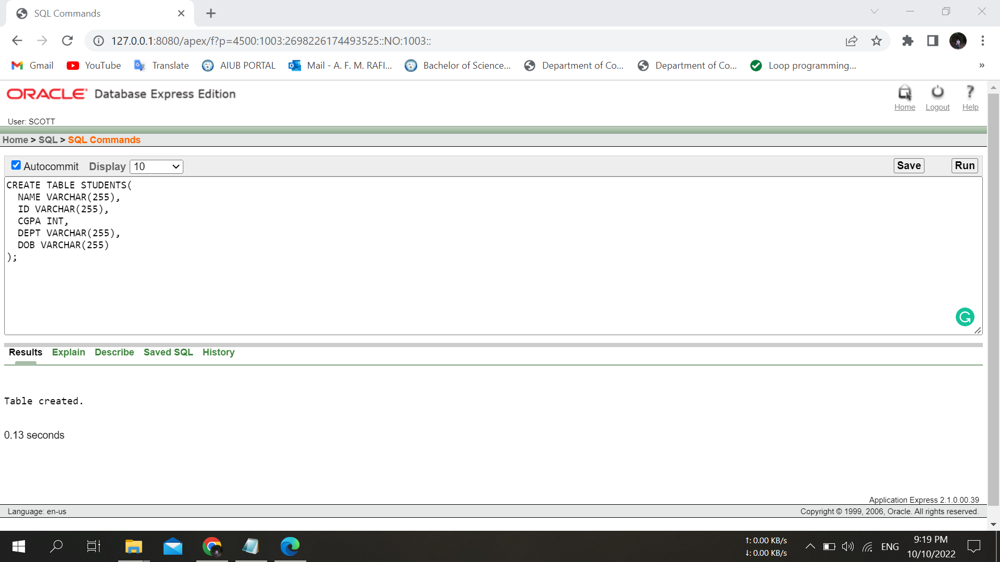 SQL Commands
127.0.0.1:8080/apex/f?p=4500:1003:2698226174493525::NO:1003::
Gmail YouTube Translate AIUB PORTAL Mail - A. F. M. RAFI... Bachelor of Science... Department of Co... Department of Co... Loop programming... »
ORACLE Database Express Edition
Home Logout Help
User: SCOTT
Home > SQL > SQL Commands
Autocommit Display 10 Save Run
CREATE TABLE STUDENTS(
NAME VARCHAR(255),
ID VARCHAR(255),
CGPA INT,
DEPT VARCHAR(255),
DOB VARCHAR(255)
);
Results Explain Describe Saved SQL History
Table created.
0.13 seconds
Application Express 2.1.0.00.39
Language: en-us Copyright © 1999, 2006, Oracle. All rights reserved.
↑: 0.00 KB/s
↓: 0.00 KB/s
ENG
9:19 PM
10/10/2022